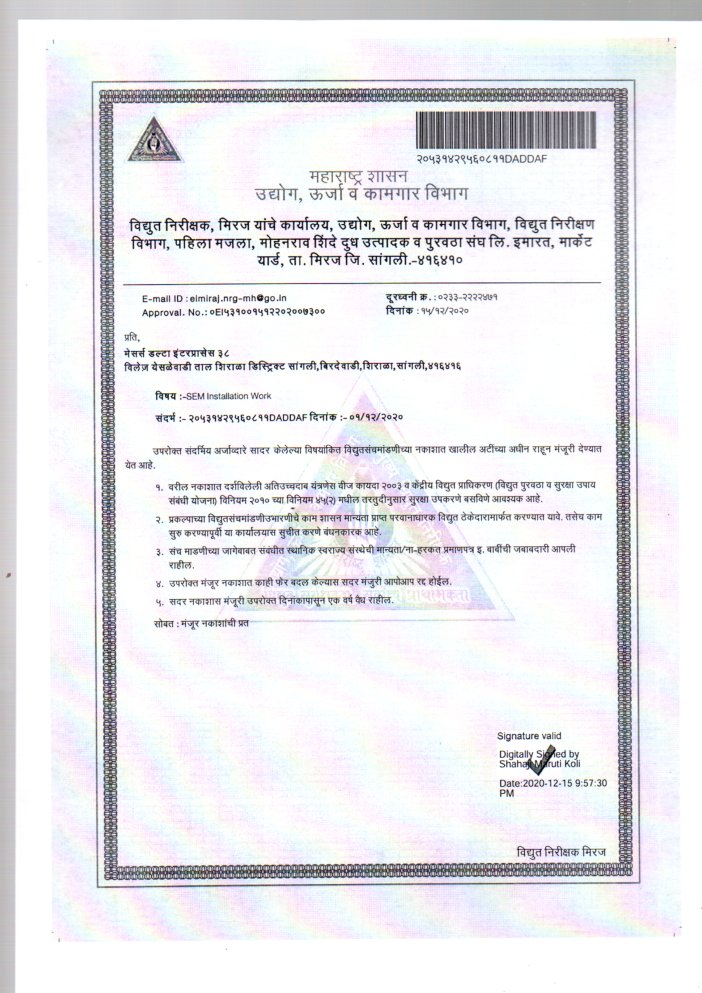 २०५३१४२९५६०८११DADDAF
महाराष्ट्र शासन
उद्योग, ऊर्जा व कामगार विभाग
विद्युत निरीक्षक, मिरज यांचे कार्यालय, उद्योग, ऊर्जा व कामगार विभाग, विद्युत निरीक्षण
विभाग, पहिला मजला, मोहनराव शिंदे दुध उत्पादक व पुरवठा संघ लि. इमारत, मार्केट
यार्ड, ता. मिरज जि. सांगली.-४१६४१०
E-mail ID : eimiraj.nrg-mh@go.in
दूरध्वनी क्र. : ०२३३-२२२२४७१
Approval. No.: ०EI५३१००१५१२२०२००७३००
दिनांक : १५/१२/२०२०
प्रति,
मेसर्स डल्टा इंटरप्रासेस ३८
विलेज येसळेवाडी ताल शिराळा डिस्ट्रिक्ट सांगली,बिरदेवाडी,शिराळा,सांगली,४१६४१६
विषय :-SEM Installation Work
संदर्भ :- २०५३१४२९५६०८११DADDAF दिनांक :- ०१/१२/२०२०
उपरोक्त संदर्भिय अर्जाव्दारे सादर केलेल्या विषयांकित विद्युतसंचमांडणीच्या नकाशात खालील अटींच्या अधीन राहून मंजूरी देण्यात
येत आहे.
१. वरील नकाशात दर्शविलेली अतिउच्चदाब यंत्रणेस वीज कायदा २००३ व केंद्रीय विद्युत प्राधिकरण (विद्युत पुरवठा व सुरक्षा उपाय
संबंधी योजना) विनियम २०१० च्या विनियम ४५(२) मधील तरतुदीनुसार सुरक्षा उपकरणे बसविणे आवश्यक आहे.
२. प्रकल्पाच्या विद्युतसंचमांडणीउभारणीचे काम शासन मान्यता प्राप्त परवानाधारक विद्युत ठेकेदारामार्फत करण्यात यावे. तसेच काम
सुरु करण्यापूर्वी या कार्यालयास सुचीत करणे बंधनकारक आहे.
३. संच माडणीच्या जागेबाबत संबंधीत स्थानिक स्वराज्य संस्थेची मान्यता/ना-हरकत प्रमाणपत्र इ. बाबींची जबाबदारी आपली
राहील.
४. उपरोक्त मंजूर नकाशात काही फेर बदल केल्यास सदर मंजुरी आपोआप रद्द होईल.
५. सदर नकाशास मंजूरी उपरोक्त दिनांकापासून एक वर्ष वैध राहील.
सोबत : मंजूर नकाशांची प्रत
Signature valid
Digitally Signed by
Shahaji Maruti Koli
Date:2020-12-15 9:57:30
PM
विद्युत निरीक्षक मिरज